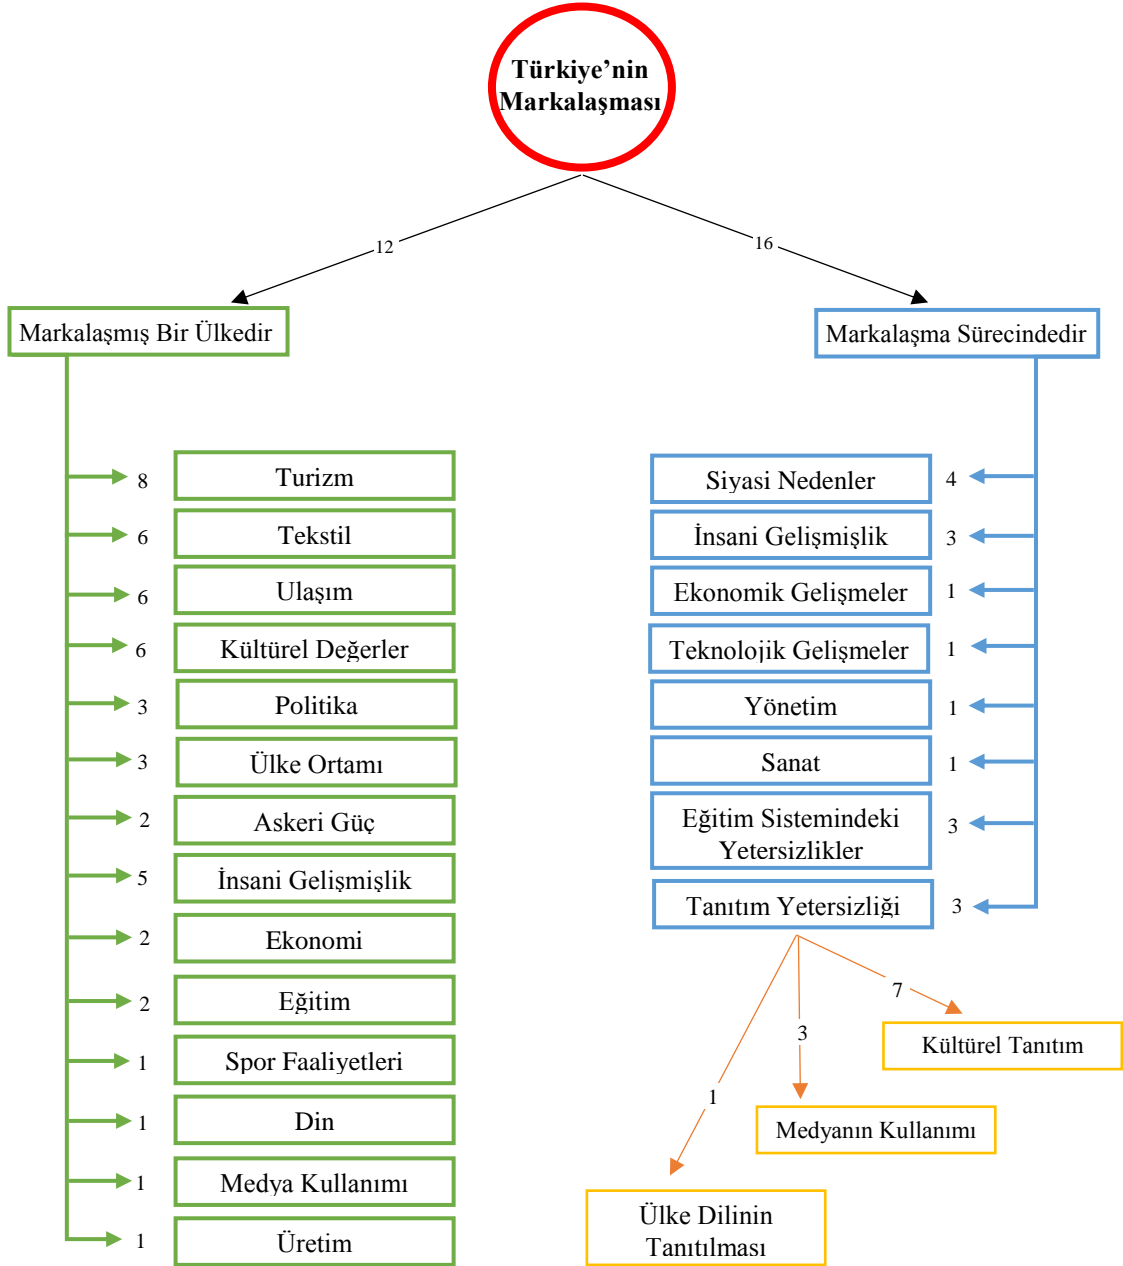 Türkiye’nin
Markalaşması
12
16
Markalaşmış Bir Ülkedir
Markalaşma Sürecindedir
8
Turizm
6
Tekstil
6
Ulaşım
6
Kültürel Değerler
3
Politika
3
Ülke Ortamı
2
Askeri Güç
5
İnsani Gelişmişlik
2
Ekonomi
2
Eğitim
1
Spor Faaliyetleri
1
Din
1
Medya Kullanımı
1
Üretim
Siyasi Nedenler
4
İnsani Gelişmişlik
3
Ekonomik Gelişmeler
1
Teknolojik Gelişmeler
1
Yönetim
1
Sanat
1
Eğitim Sistemindeki
Yetersizlikler
3
Tanıtım Yetersizliği
3
7
Kültürel Tanıtım
3
Medyanın Kullanımı
1
Ülke Dilinin
Tanıtılması